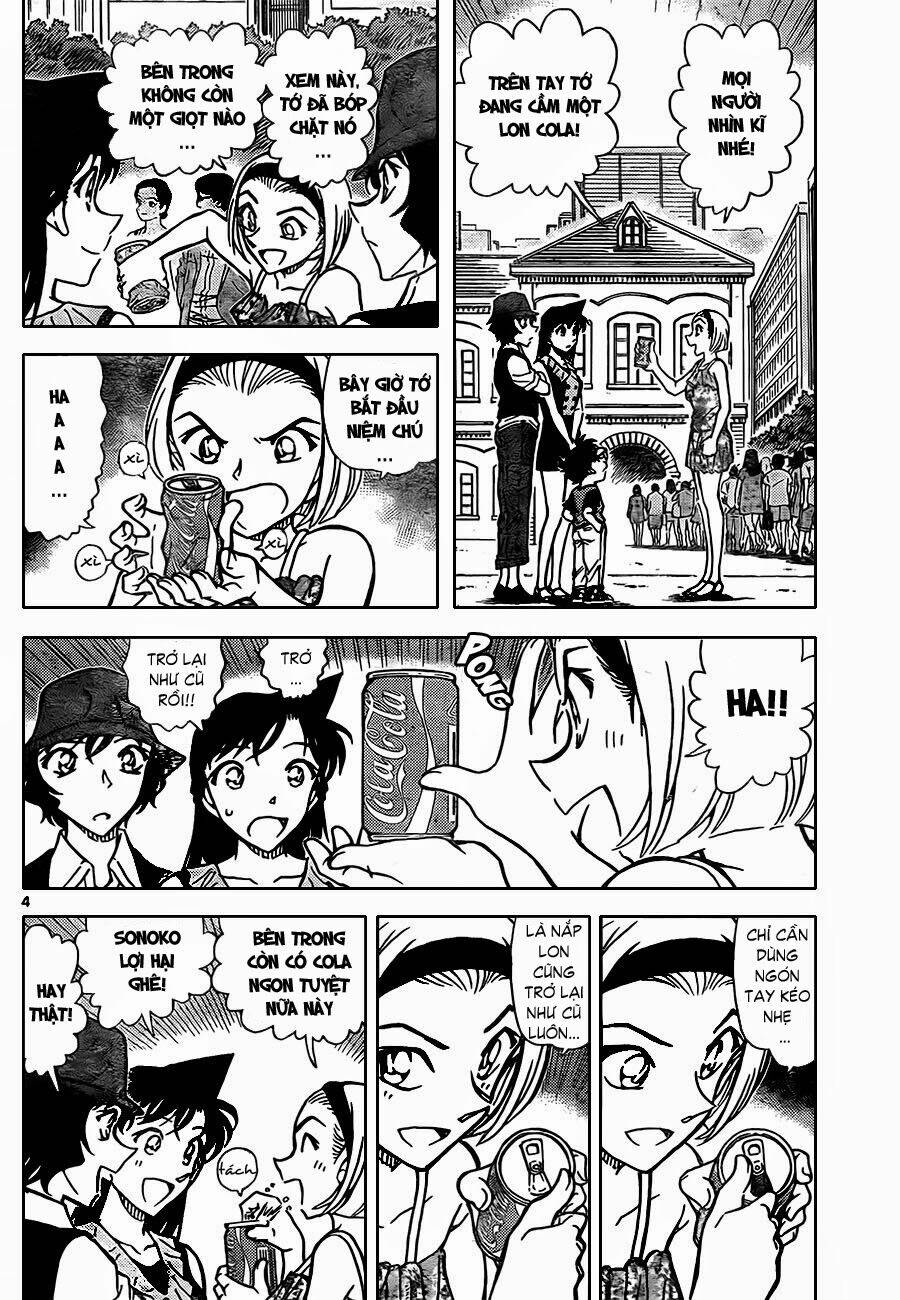 MỌI
NGƯỜI
NHÌN KĨ
NHÉ!
TRÊN TAY TỚ
ĐANG CẦM MỘT
LON COLA!
XEM NÀY,
TỚ ĐÃ BÓP
CHẶT NÓ
...
BÊN TRONG
KHÔNG CÒN
MỘT GIỌT NÀO
...
BÂY GIỜ TỚ
BẮT ĐẦU
NIỆM CHÚ
xì
xì
HA
A
A
A
...
HA!!
PONG
Coca Cola
TRỞ
...
TRỞ LẠI
NHƯ CŨ
RỒI!!
4
CHỈ CẦN
DÙNG
NGÓN
TAY KÉO
NHẸ
...
LÀ NẮP
LON
CŨNG
TRỞ LẠI
NHƯ CŨ
LUÔN...
BÊN TRONG
CÒN CÓ COLA
NGON TUYỆT
NỮA NÀY
tách
SONOKO
LỢI HẠI
GHÊ!
HAY
THẬT!